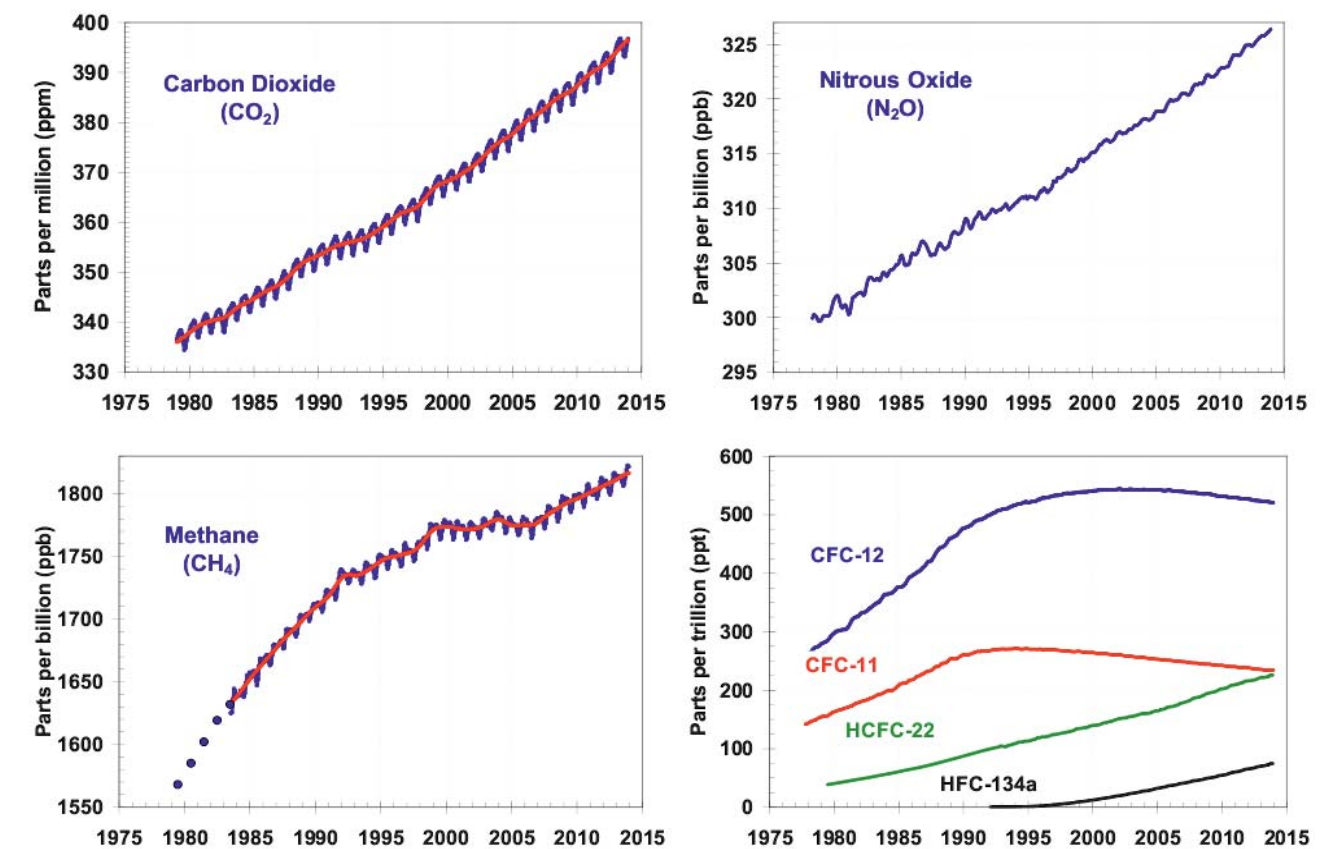 400
390
380
370
360
350
340
330
Parts per million (ppm)
Carbon Dioxide
(CO₂)
1975 1980 1985 1990 1995 2000 2005 2010 2015
325
320
315
310
305
300
295
Parts per billion (ppb)
Nitrous Oxide
(N₂O)
1975 1980 1985 1990 1995 2000 2005 2010 2015
1800
1750
1700
1650
1600
1550
Parts per billion (ppb)
Methane
(CH₄)
1975 1980 1985 1990 1995 2000 2005 2010 2015
600
500
400
300
200
100
0
Parts per trillion (ppt)
CFC-12
CFC-11
HCFC-22
HFC-134a
1975 1980 1985 1990 1995 2000 2005 2010 2015